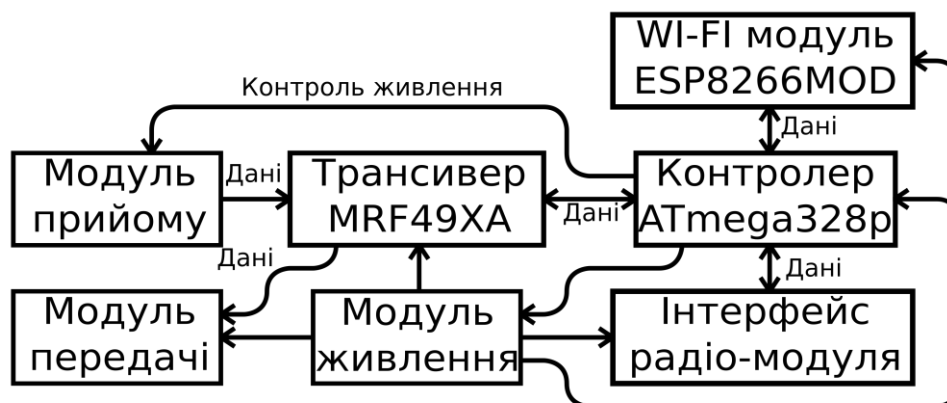 WI-FI модуль
ESP8266MOD
Контроль живлення
Дані
Модуль
прийому
Дані
Трансивер
MRF49XA
Дані
Контролер
ATmega328p
Дані
Дані
Модуль
передачі
Модуль
живлення
Інтерфейс
радіо-модуля